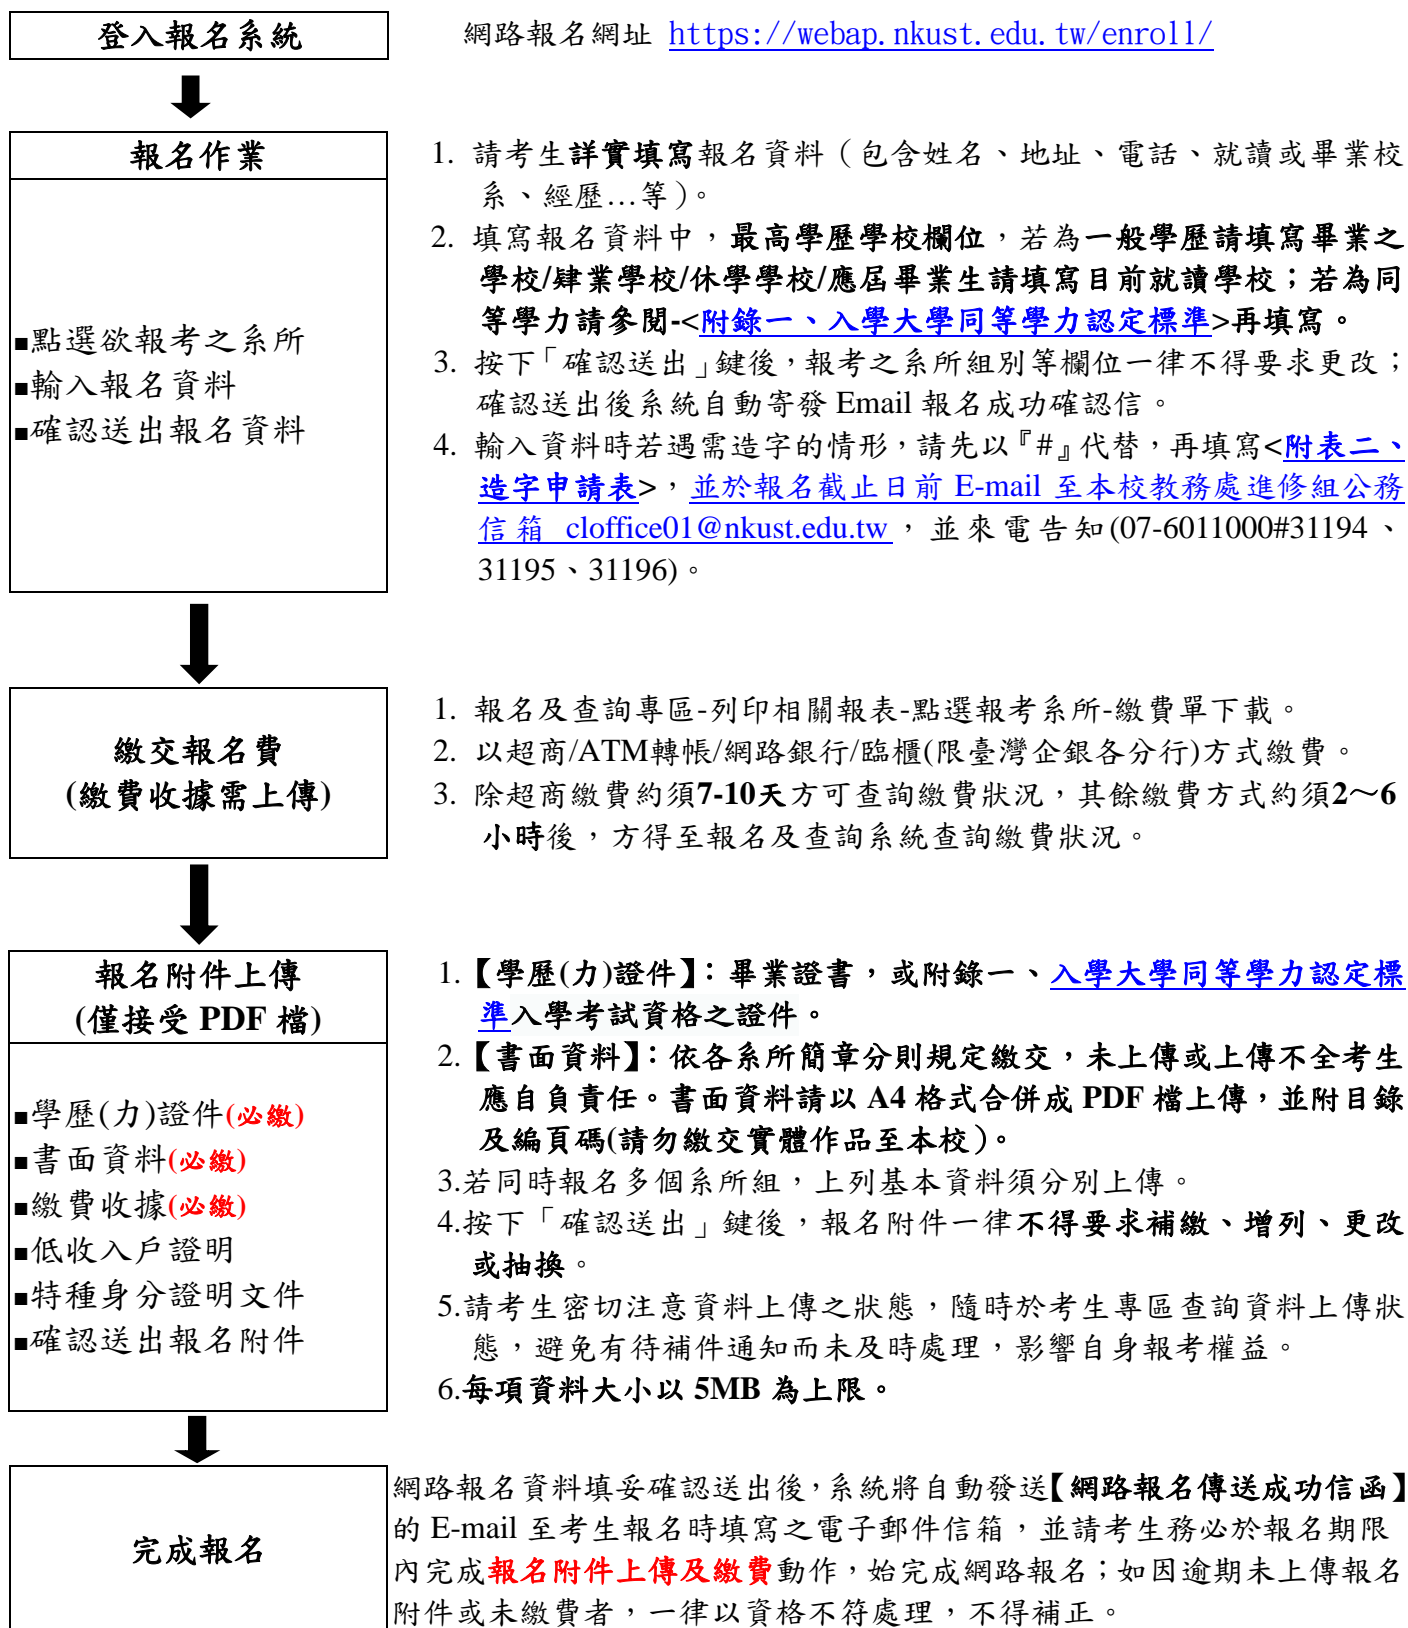 登入報名系統
網路報名網址 https://webap.nkust.edu.tw/enroll/
報名作業
■點選欲報考之系所
■輸入報名資料
■確認送出報名資料
1. 請考生詳實填寫報名資料（包含姓名、地址、電話、就讀或畢業校
系、經歷…等）。
2. 填寫報名資料中，最高學歷學校欄位，若為一般學歷請填寫畢業之
學校/肄業學校/休學學校/應屆畢業生請填寫目前就讀學校；若為同
等學力請參閱-<附錄一、入學大學同等學力認定標準>再填寫。
3. 按下「確認送出」鍵後，報考之系所組別等欄位一律不得要求更改；
確認送出後系統自動寄發 Email 報名成功確認信。
4. 輸入資料時若遇需造字的情形，請先以『#』代替，再填寫<附表二、
造字申請表>，並於報名截止日前 E-mail 至本校教務處進修組公務
信箱 cloffice01@nkust.edu.tw，並來電告知(07-6011000#31194、
31195、31196)。
繳交報名費
(繳費收據需上傳)
1. 報名及查詢專區-列印相關報表-點選報考系所-繳費單下載。
2. 以超商/ATM轉帳/網路銀行/臨櫃(限臺灣企銀各分行)方式繳費。
3. 除超商繳費約須7-10天方可查詢繳費狀況，其餘繳費方式約須2～6
小時後，方得至報名及查詢系統查詢繳費狀況。
報名附件上傳
(僅接受 PDF 檔)
■學歷(力)證件(必繳)
■書面資料(必繳)
■繳費收據(必繳)
■低收入戶證明
■特種身分證明文件
■確認送出報名附件
1.【學歷(力)證件】：畢業證書，或附錄一、入學大學同等學力認定標
準入學考試資格之證件。
2.【書面資料】：依各系所簡章分則規定繳交，未上傳或上傳不全考生
應自負責任。書面資料請以 A4 格式合併成 PDF 檔上傳，並附目錄
及編頁碼(請勿繳交實體作品至本校)。
3.若同時報名多個系所組，上列基本資料須分別上傳。
4.按下「確認送出」鍵後，報名附件一律不得要求補繳、增列、更改
或抽換。
5.請考生密切注意資料上傳之狀態，隨時於考生專區查詢資料上傳狀
態，避免有待補件通知而未及時處理，影響自身報考權益。
6.每項資料大小以 5MB 為上限。
完成報名
網路報名資料填妥確認送出後，系統將自動發送【網路報名傳送成功信函】
的 E-mail 至考生報名時填寫之電子郵件信箱，並請考生務必於報名期限
內完成報名附件上傳及繳費動作，始完成網路報名；如因逾期未上傳報名
附件或未繳費者，一律以資格不符處理，不得補正。